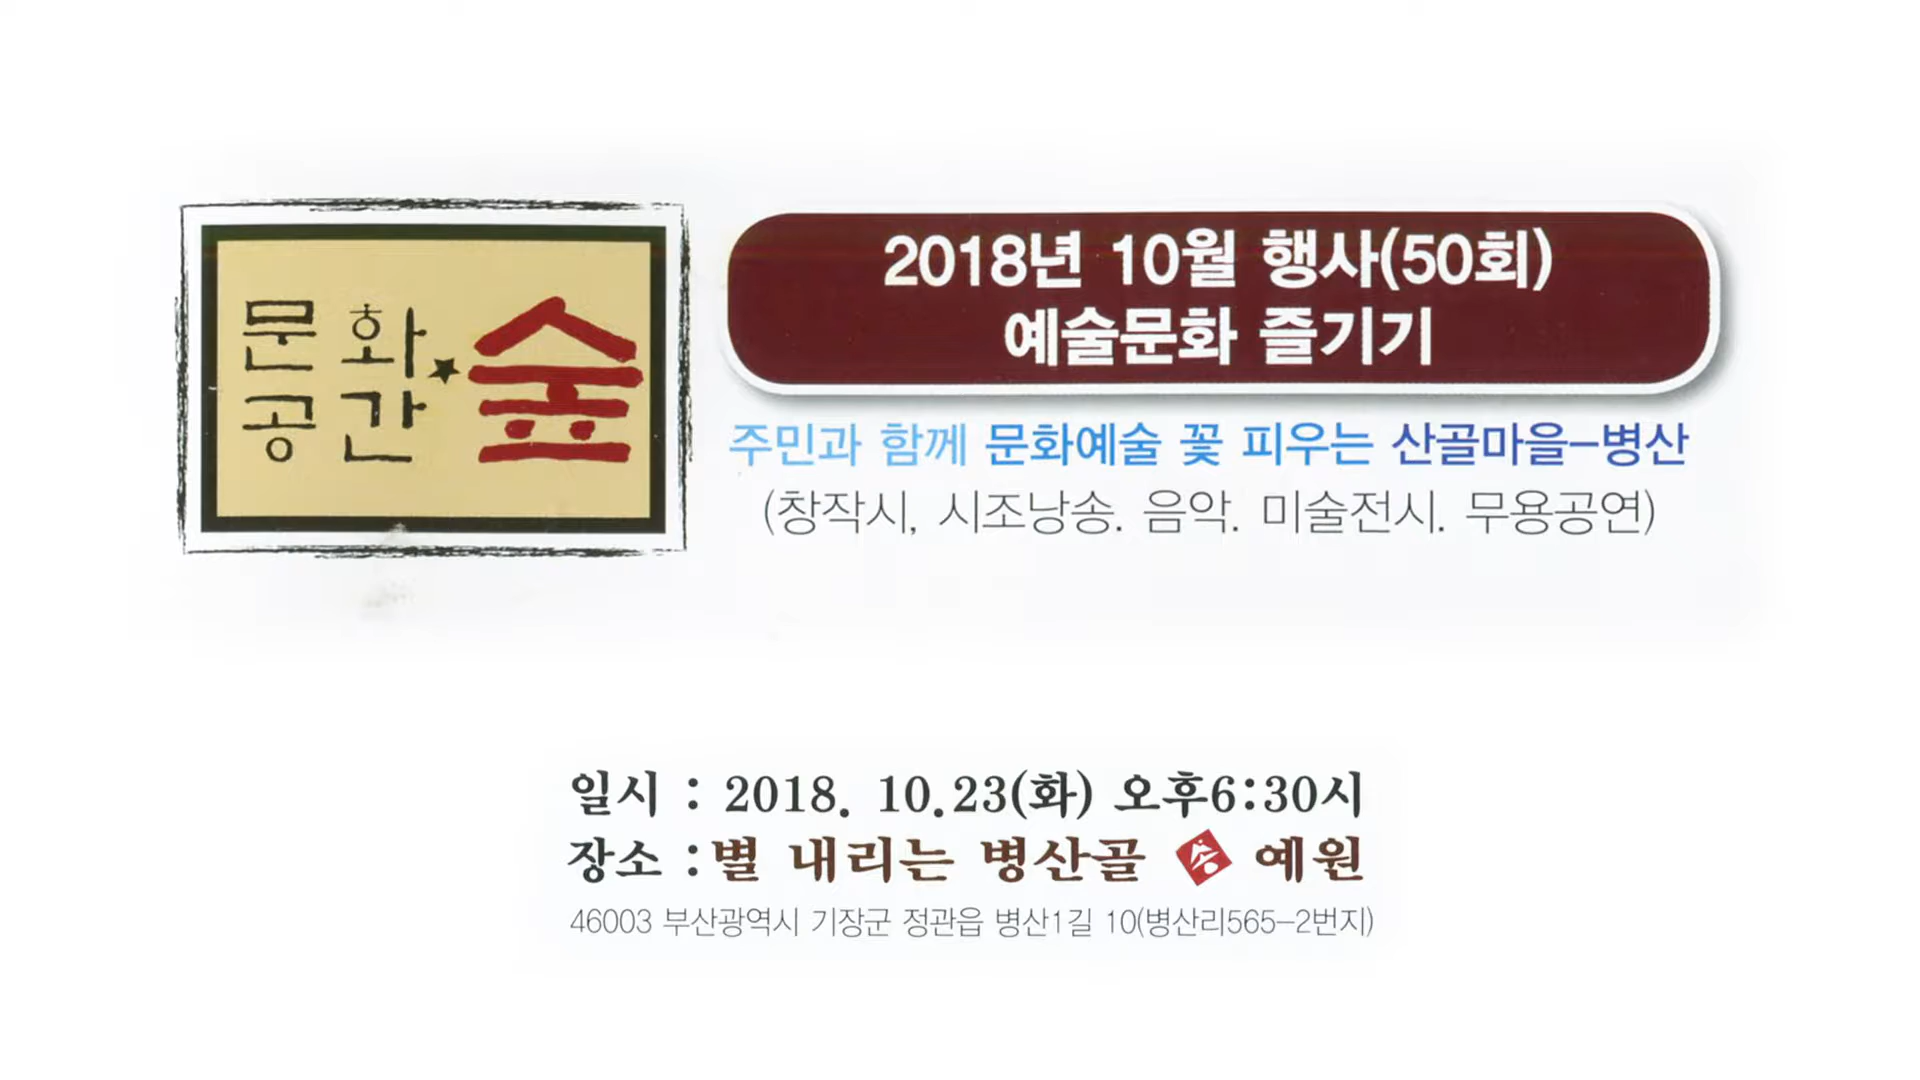 문화
공간★숲
2018년 10월 행사(50회)
예술문화 즐기기
주민과 함께 문화예술 꽃 피우는 산골마을-병산
(창작시, 시조낭송. 음악. 미술전시. 무용공연)
일시 : 2018. 10.23(화) 오후6:30시
장소 : 별 내리는 병산골 송 예원
46003 부산광역시 기장군 정관읍 병산1길 10(병산리565-2번지)